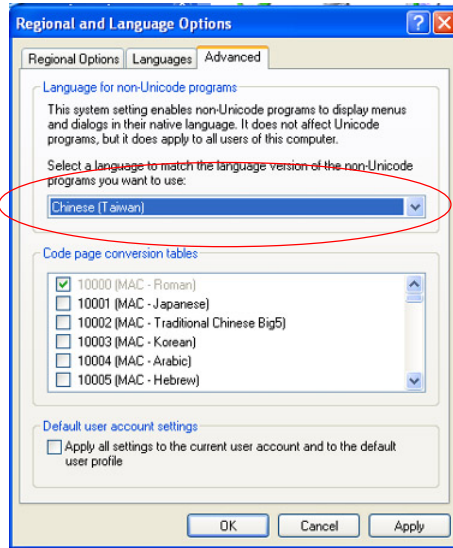 Regional and Language Options
Regional Options Languages Advanced
Language for non-Unicode programs
This system setting enables non-Unicode programs to display menus
and dialogs in their native language. It does not affect Unicode
programs, but it does apply to all users of this computer.
Select a language to match the language version of the non-Unicode
programs you want to use:
Chinese (Taiwan)
Code page conversion tables
10000 (MAC - Roman)
10001 (MAC - Japanese)
10002 (MAC - Traditional Chinese Big5)
10003 (MAC - Korean)
10004 (MAC - Arabic)
10005 (MAC - Hebrew)
Default user account settings
Apply all settings to the current user account and to the default
user profile
OK Cancel Apply